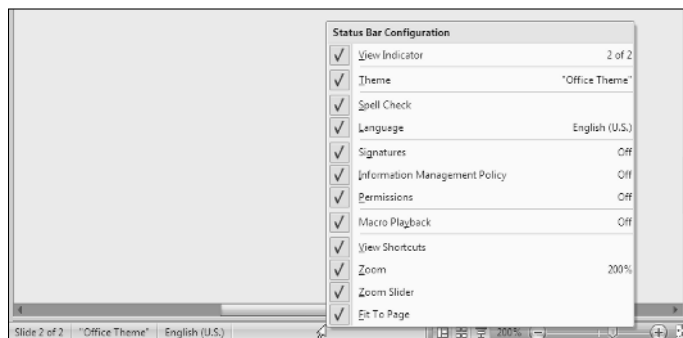 Status Bar Configuration
View Indicator 2 of 2
Theme "Office Theme"
Spell Check
Language English (U.S.)
Signatures Off
Information Management Policy Off
Permissions Off
Macro Playback Off
View Shortcuts
Zoom 200%
Zoom Slider
Fit To Page
Slide 2 of 2 "Office Theme" English (U.S.) 200%